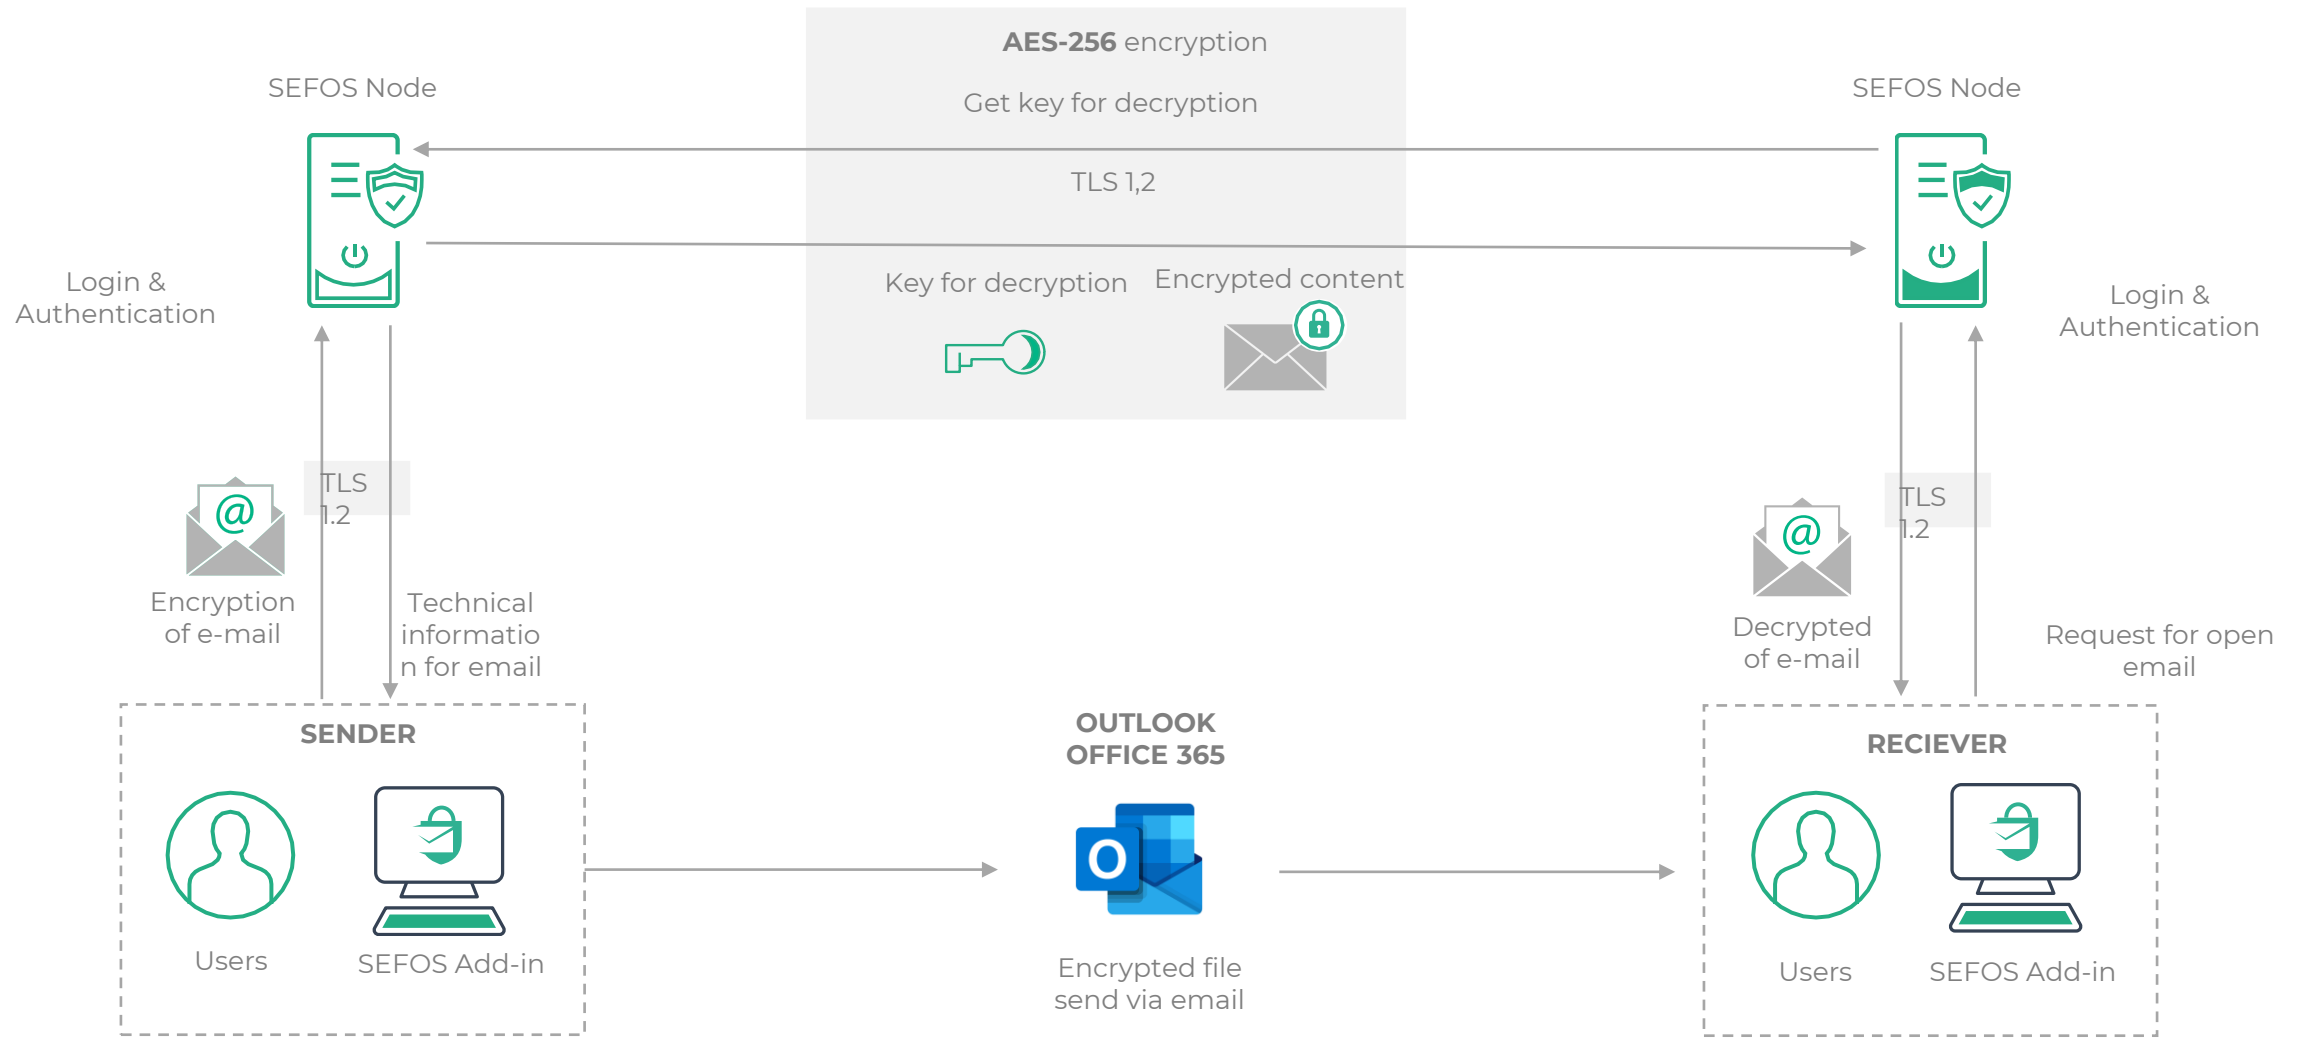 AES-256 encryption
Get key for decryption
SEFOS Node
SEFOS Node
TLS 1,2
Key for decryption
Encrypted content
Login &
Authentication
Login &
Authentication
TLS
1.2
TLS
1.2
@
@
Encryption
of e-mail
Technical
informatio
n for email
Decrypted
of e-mail
Request for open
email
SENDER
OUTLOOK
OFFICE 365
RECIEVER
O
Users
SEFOS Add-in
Encrypted file
send via email
Users
SEFOS Add-in